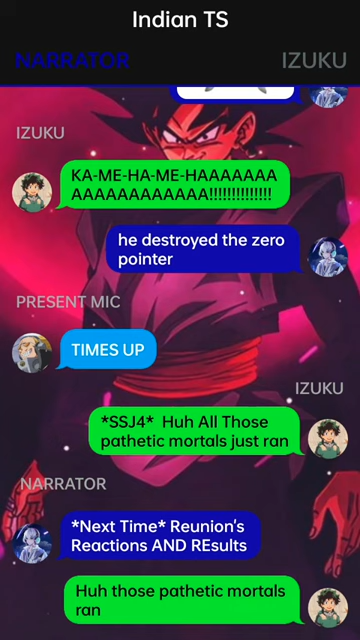 Indian TS
NARRATOR
IZUKU
IZUKU
KA-ME-HA-ME-HAAAAAAA
AAAAAAAAAAAAA!!!!!!!!!!!!!!
he destroyed the zero
pointer
PRESENT MIC
TIMES UP
IZUKU
*SSJ4* Huh All Those
pathetic mortals just ran
NARRATOR
*Next Time* Reunion's
Reactions AND REsults
Huh those pathetic mortals
ran